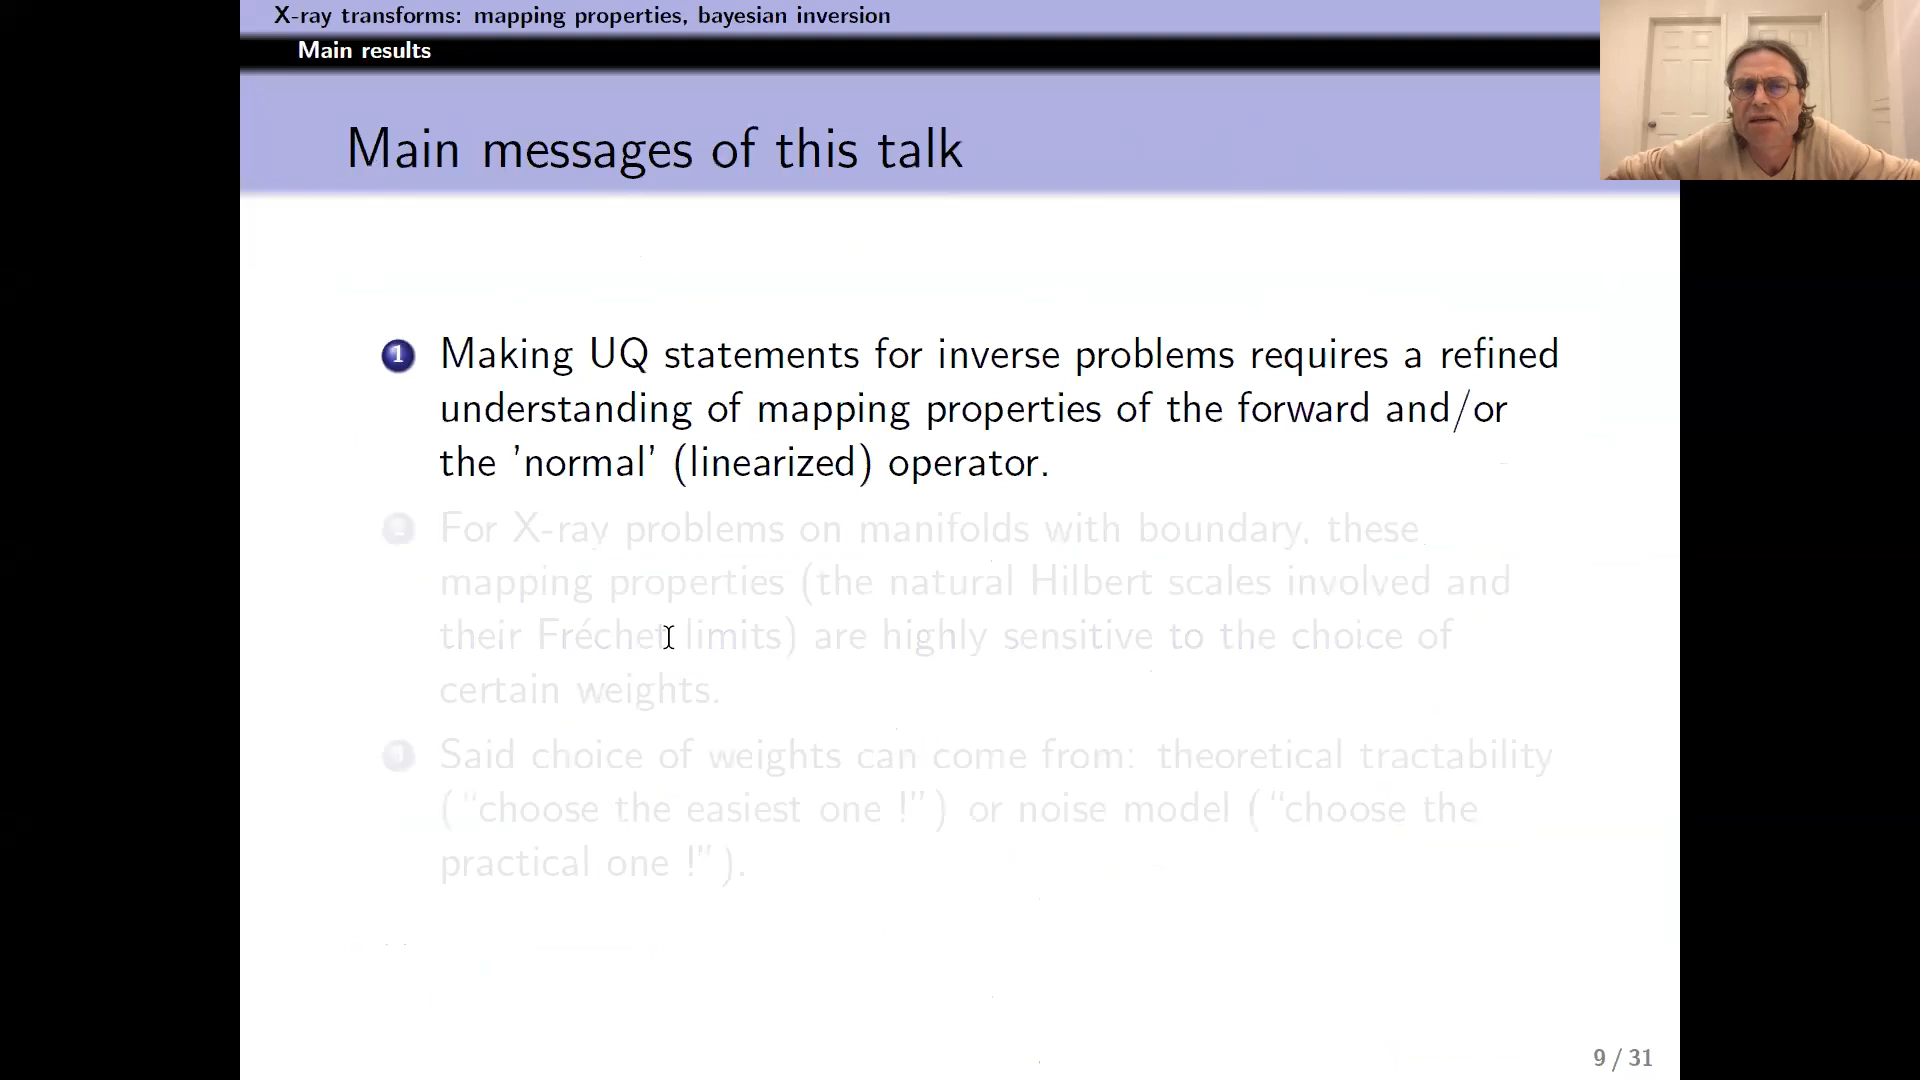 X-ray transforms: mapping properties, bayesian inversion
Main results
Main messages of this talk
1 Making UQ statements for inverse problems requires a refined
understanding of mapping properties of the forward and/or
the 'normal' (linearized) operator.
2 For X-ray problems on manifolds with boundary, these
mapping properties (the natural Hilbert scales involved and
their Fréchet limits) are highly sensitive to the choice of
certain weights.
3 Said choice of weights can come from: theoretical tractability
(“choose the easiest one !”) or noise model (“choose the
practical one !”).
9 / 31